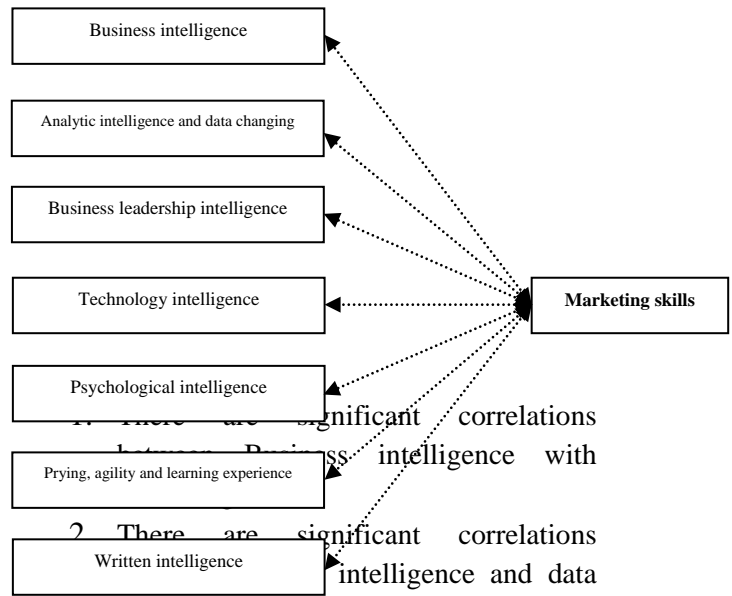 Business intelligence
Analytic intelligence and data changing
Business leadership intelligence
Technology intelligence
Marketing skills
Psychological intelligence
1. There are significant correlations
between Business intelligence with
Prying, agility and learning experience
2. There are significant correlations
Written intelligence
intelligence and data